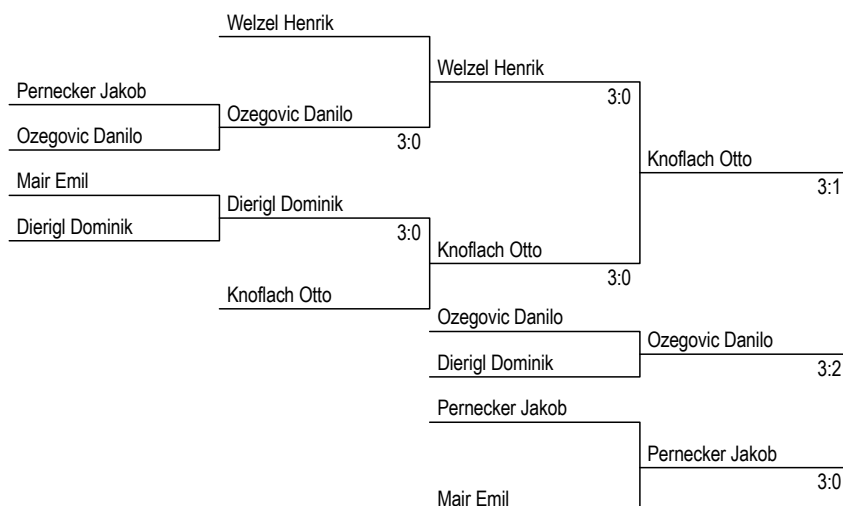 Welzel Henrik
Welzel Henrik
3:0
Pernecker Jakob
Ozegovic Danilo
3:0
Ozegovic Danilo
Knoflach Otto
3:1
Mair Emil
Dierigl Dominik
3:0
Dierigl Dominik
Knoflach Otto
3:0
Knoflach Otto
Ozegovic Danilo
Ozegovic Danilo
3:2
Dierigl Dominik
Pernecker Jakob
Pernecker Jakob
3:0
Mair Emil